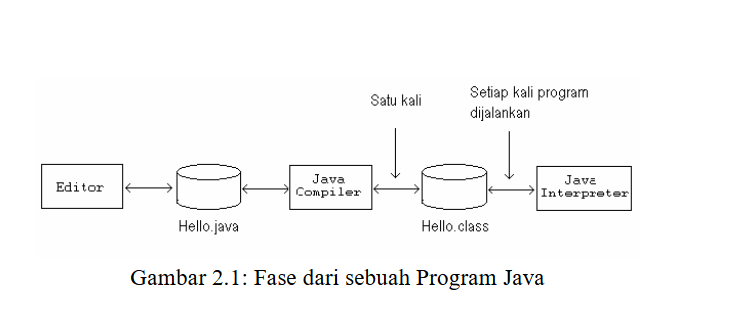 Satu kali
Setiap kali program
dijalankan
Editor
Java
Compiler
Java
Interpreter
Hello.java
Hello.class
Gambar 2.1: Fase dari sebuah Program Java